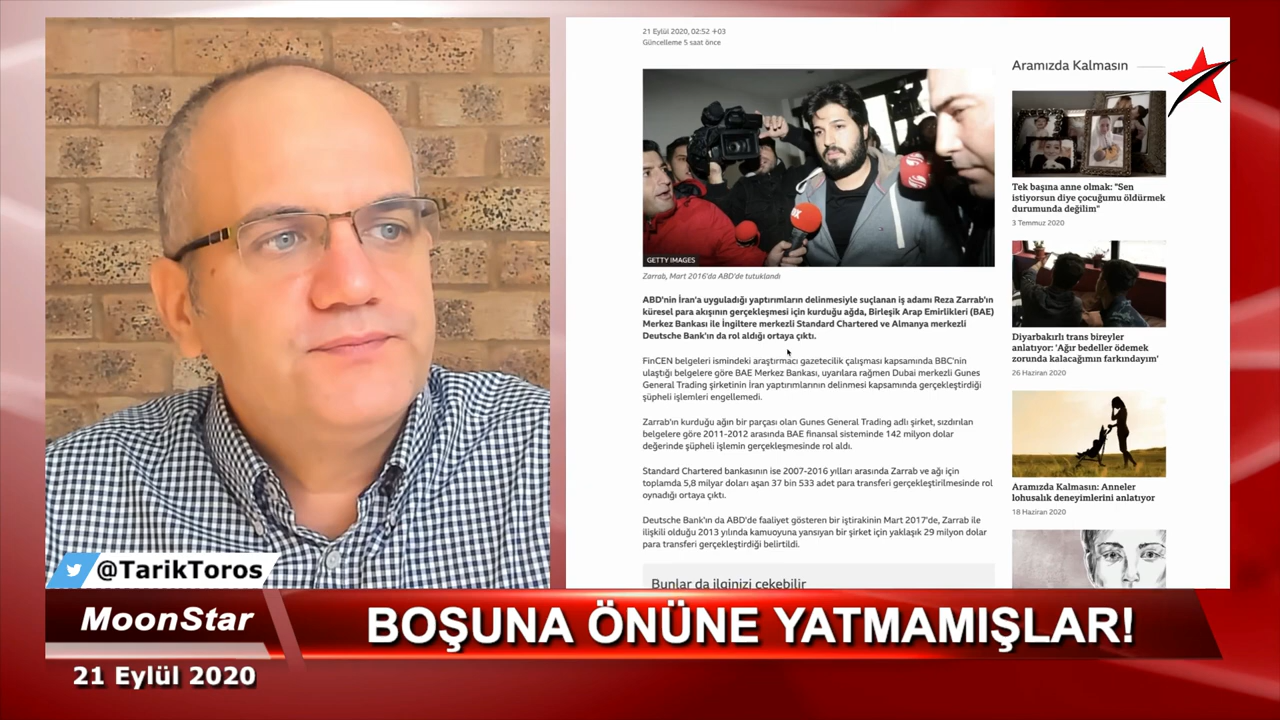 21 Eylül 2020, 02:52 +03
Güncelleme 5 saat önce
GETTY IMAGES
Zarrab, Mart 2016'da ABD'de tutuklandı
ABD'nin İran'a uyguladığı yaptırımların delinmesiyle suçlanan iş adamı Reza Zarrab'ın
küresel para akışının gerçekleşmesi için kurduğu ağda, Birleşik Arap Emirlikleri (BAE)
Merkez Bankası ile İngiltere merkezli Standard Chartered ve Almanya merkezli
Deutsche Bank'ın da rol aldığı ortaya çıktı.
FinCEN belgeleri ismindeki araştırmacı gazetecilik çalışması kapsamında BBC'nin
ulaştığı belgelere göre BAE Merkez Bankası, uyarılara rağmen Dubai merkezli Gunes
General Trading şirketinin İran yaptırımlarının delinmesi kapsamında gerçekleştirdiği
şüpheli işlemleri engellemedi.
Zarrab'ın kurduğu ağın bir parçası olan Gunes General Trading adlı şirket, sızdırılan
belgelere göre 2011-2012 arasında BAE finansal sisteminde 142 milyon dolar
değerinde şüpheli işlemin gerçekleşmesinde rol aldı.
Standard Chartered bankasının ise 2007-2016 yılları arasında Zarrab ve ağı için
toplamda 5,8 milyar doları aşan 37 bin 533 adet para transferi gerçekleştirilmesinde rol
oynadığı ortaya çıktı.
Deutsche Bank'ın da ABD'de faaliyet gösteren bir iştirakinin Mart 2017'de, Zarrab ile
ilişkili olduğu 2013 yılında kamuoyuna yansıyan bir şirket için yaklaşık 29 milyon dolar
para transferi gerçekleştirdiği belirtildi.
Bunlar da ilginizi çekebilir
Aramızda Kalmasın
Tek başına anne olmak: "Sen
istiyorsun diye çocuğumu öldürmek
durumunda değilim"
3 Temmuz 2020
Diyarbakırlı trans bireyler
anlatıyor: 'Ağır bedeller ödemek
zorunda kalacağımın farkındayım'
26 Haziran 2020
Aramızda Kalmasın: Anneler
lohusalık deneyimlerini anlatıyor
18 Haziran 2020
@TarikToros
MoonStar
BOŞUNA ÖNÜNE YATMAMIŞLAR!
21 Eylül 2020